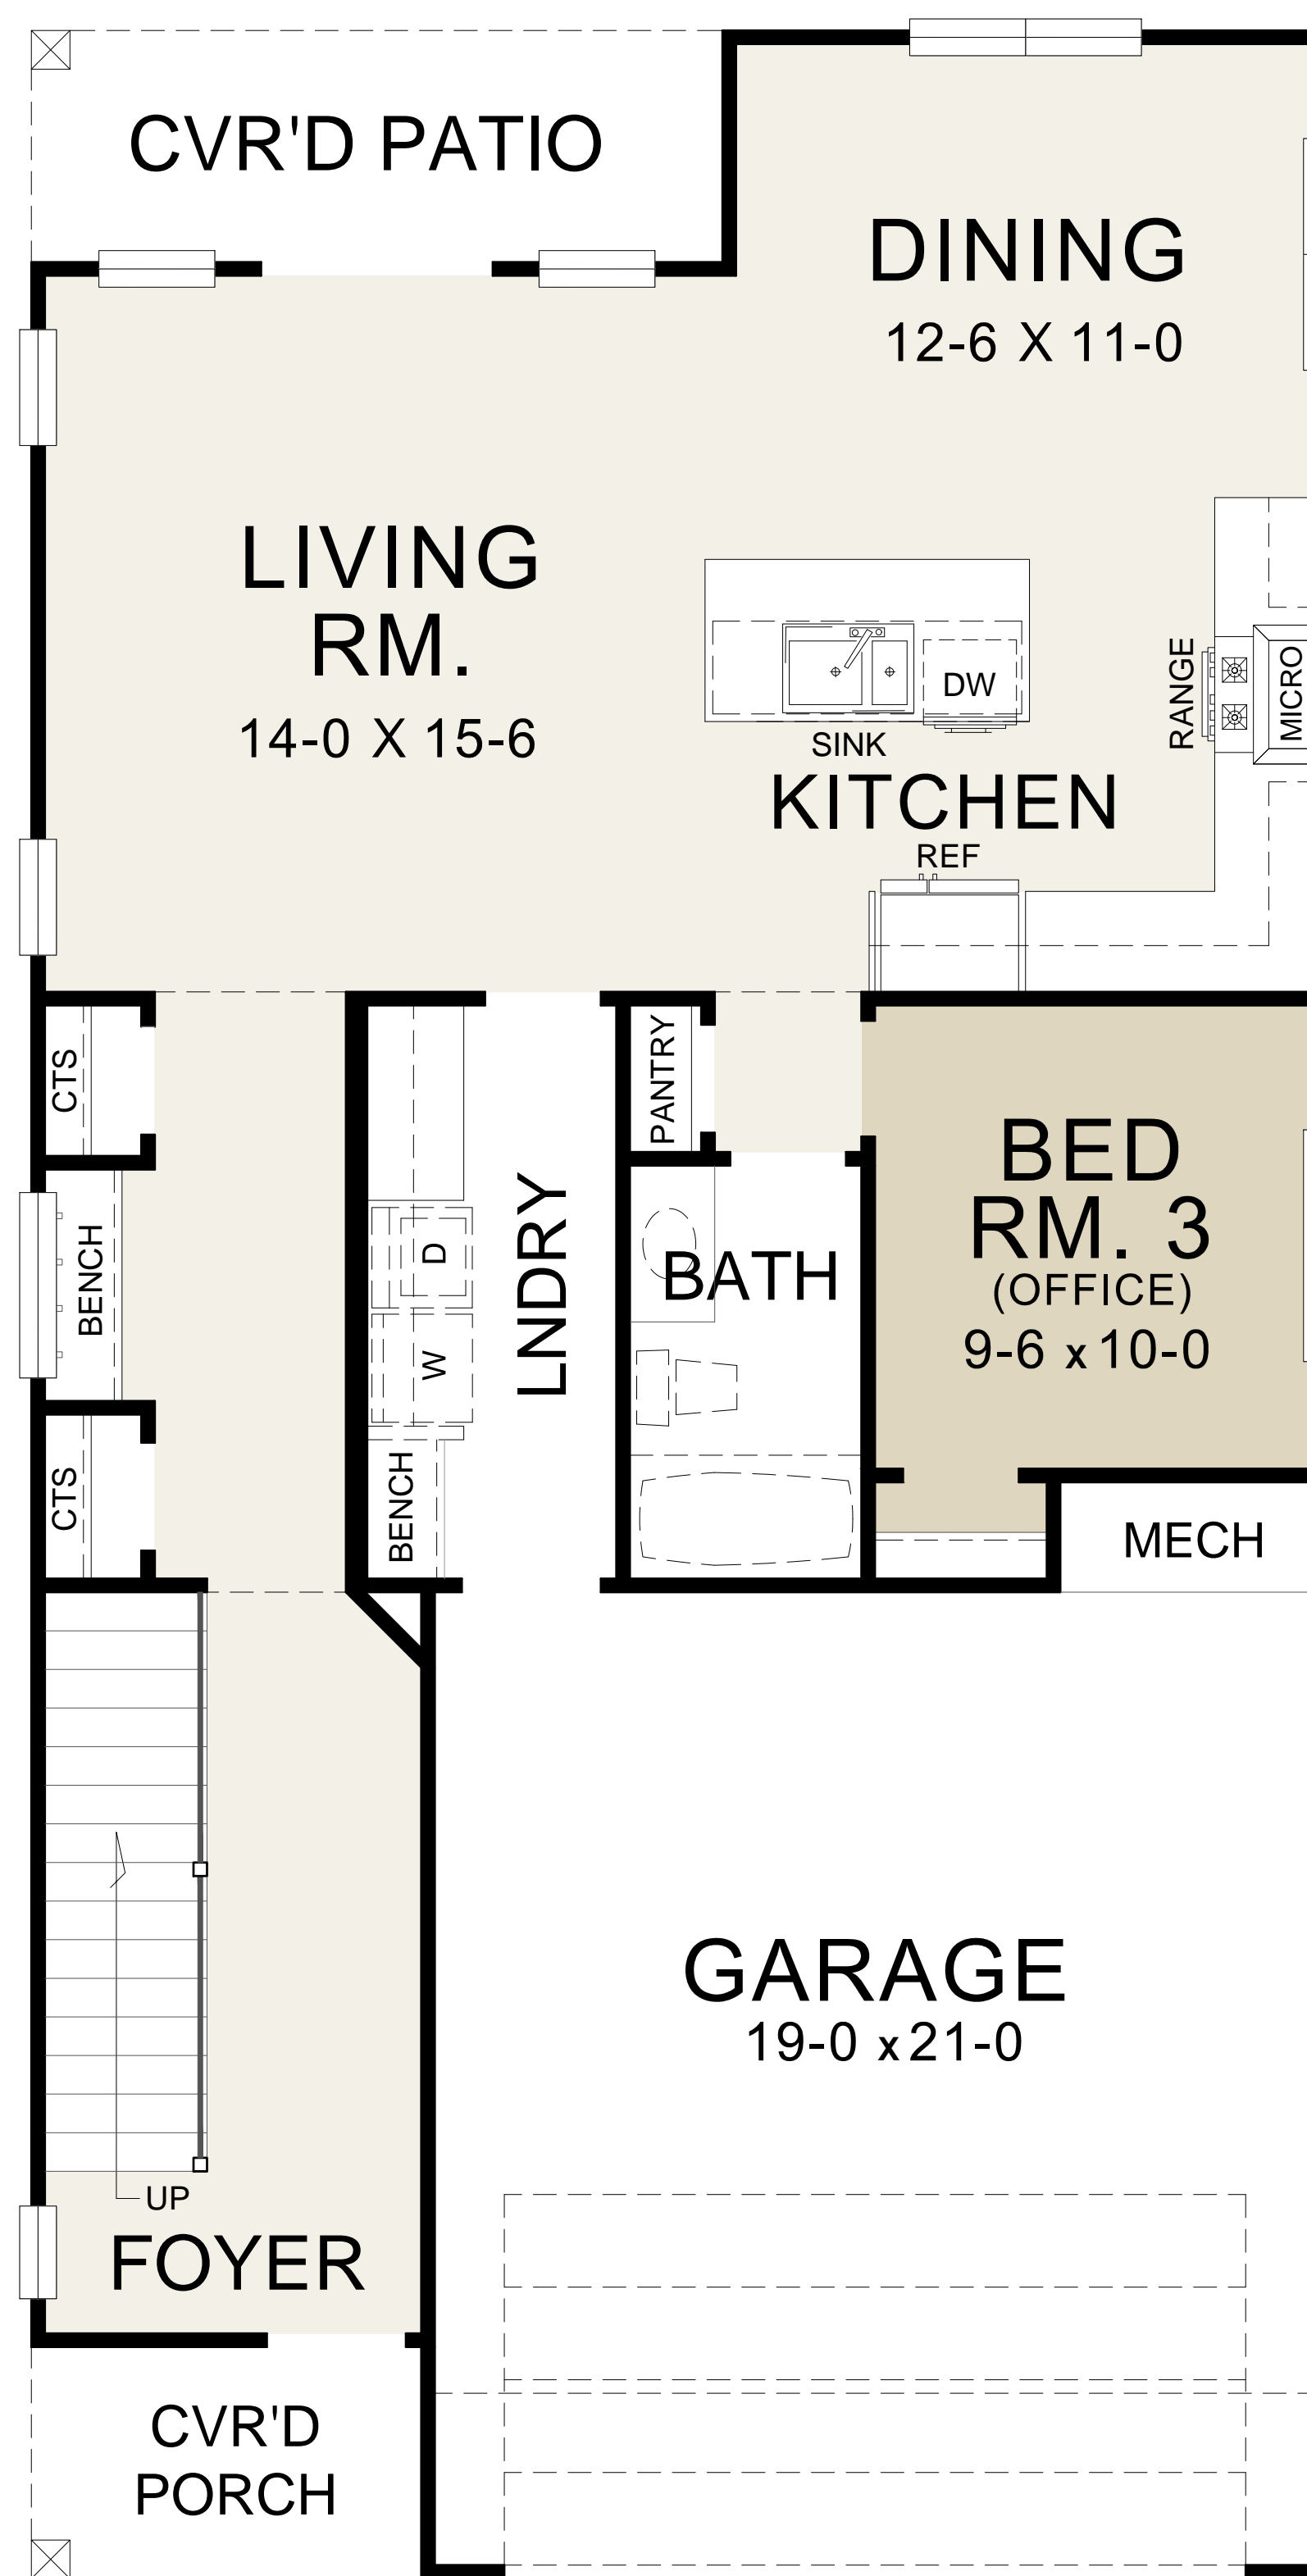 CVR'D PATIO
DINING
12-6 X 11-0
LIVING
RM.
14-0 X 15-6
DW
SINK
RANGE
MICRO
KITCHEN
REF
CTS
PANTRY
BENCH
LNDRY
D
W
BATH
BED
RM. 3
(OFFICE)
9-6 x 10-0
CTS
BENCH
MECH
GARAGE
19-0 x 21-0
UP
FOYER
CVR'D
PORCH